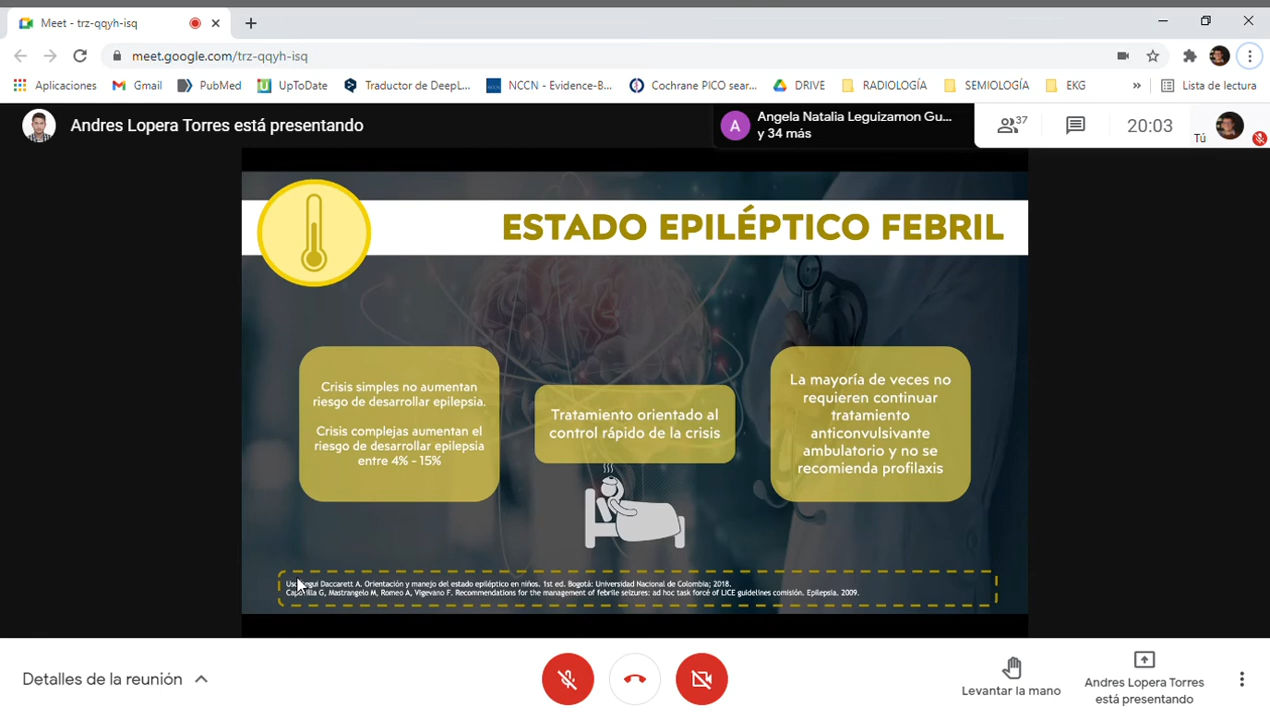 Meet - trz-qqyh-isq
meet.google.com/trz-qqyh-isq
Aplicaciones
Gmail
PubMed
UpToDate
Traductor de DeepL...
NCCN - Evidence-B...
Cochrane PICO sear...
DRIVE
RADIOLOGÍA
SEMIOLOGÍA
EKG
»
Lista de lectura
Andres Lopera Torres está presentando
A
Angela Natalia Leguizamon Gu...
y 34 más
37
20:03
Tú
ESTADO EPILÉPTICO FEBRIL
Crisis simples no aumentan
riesgo de desarrollar epilepsia.
Crisis complejas aumentan el
riesgo de desarrollar epilepsia
entre 4% - 15%
Tratamiento orientado al
control rápido de la crisis
La mayoría de veces no
requieren continuar
tratamiento
anticonvulsivante
ambulatorio y no se
recomienda profilaxis
Daccarett A. Orientación y manejo del estado epiléptico en niños. 1st ed. Bogotá: Universidad Nacional de Colombia; 2018.
G, Mastrangelo M, Romeo A, Vigevano F. Recommendations for the management of febrile seizures: ad hoc task force of LICE guidelines comisión. Epilepsia. 2009.
Detalles de la reunión
Levantar la mano
Andres Lopera Torres
está presentando